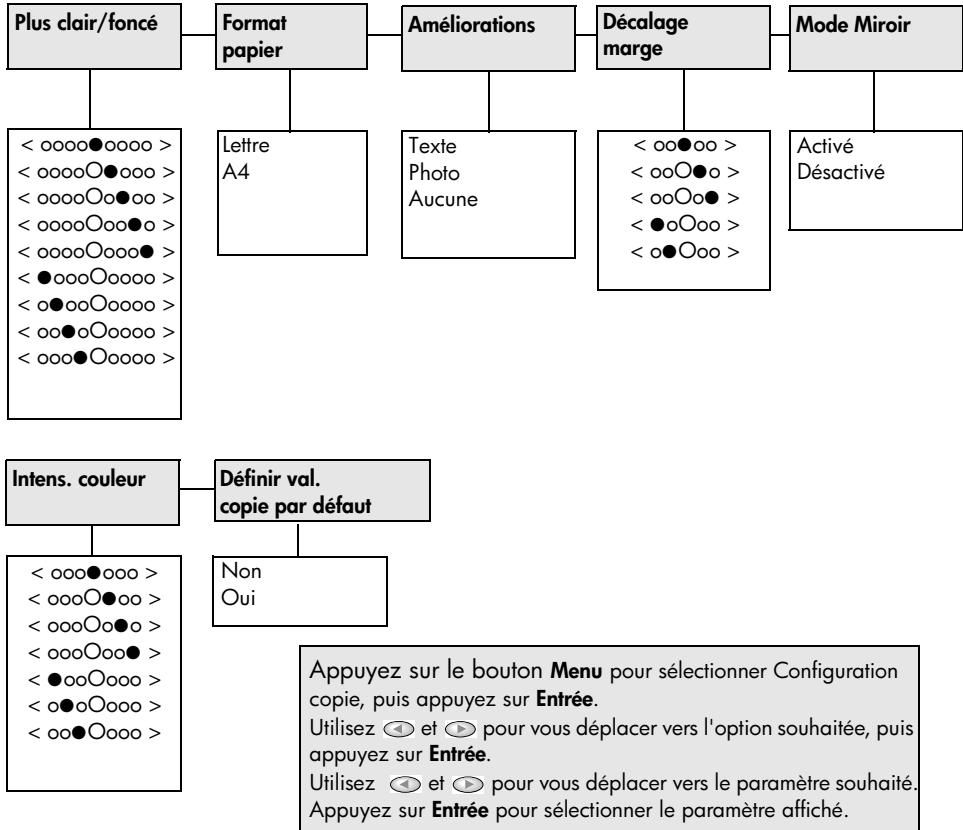 Plus clair/foncé
Format
papier
Améliorations
Décalage
marge
Mode Miroir
< oooo●oooo >
< ooooO●ooo >
< ooooOo●oo >
< ooooOoo●o >
< ooooOooo● >
< ●oooOoooo >
< o●ooOoooo >
< oo●oOoooo >
< ooo●Ooooo >
Lettre
A4
Texte
Photo
Aucune
< oo●oo >
< ooO●o >
< ooOo● >
< ●oOoo >
< o●Ooo >
Activé
Désactivé
Intens. couleur
Définir val.
copie par défaut
< ooo●ooo >
< oooO●oo >
< oooOo●o >
< oooOoo● >
< ●ooOooo >
< o●oOooo >
< oo●Oooo >
Non
Oui
Appuyez sur le bouton Menu pour sélectionner Configuration
copie, puis appuyez sur Entrée.
Utilisez ◀ et ▶ pour vous déplacer vers l'option souhaitée, puis
appuyez sur Entrée.
Utilisez ◀ et ▶ pour vous déplacer vers le paramètre souhaité.
Appuyez sur Entrée pour sélectionner le paramètre affiché.